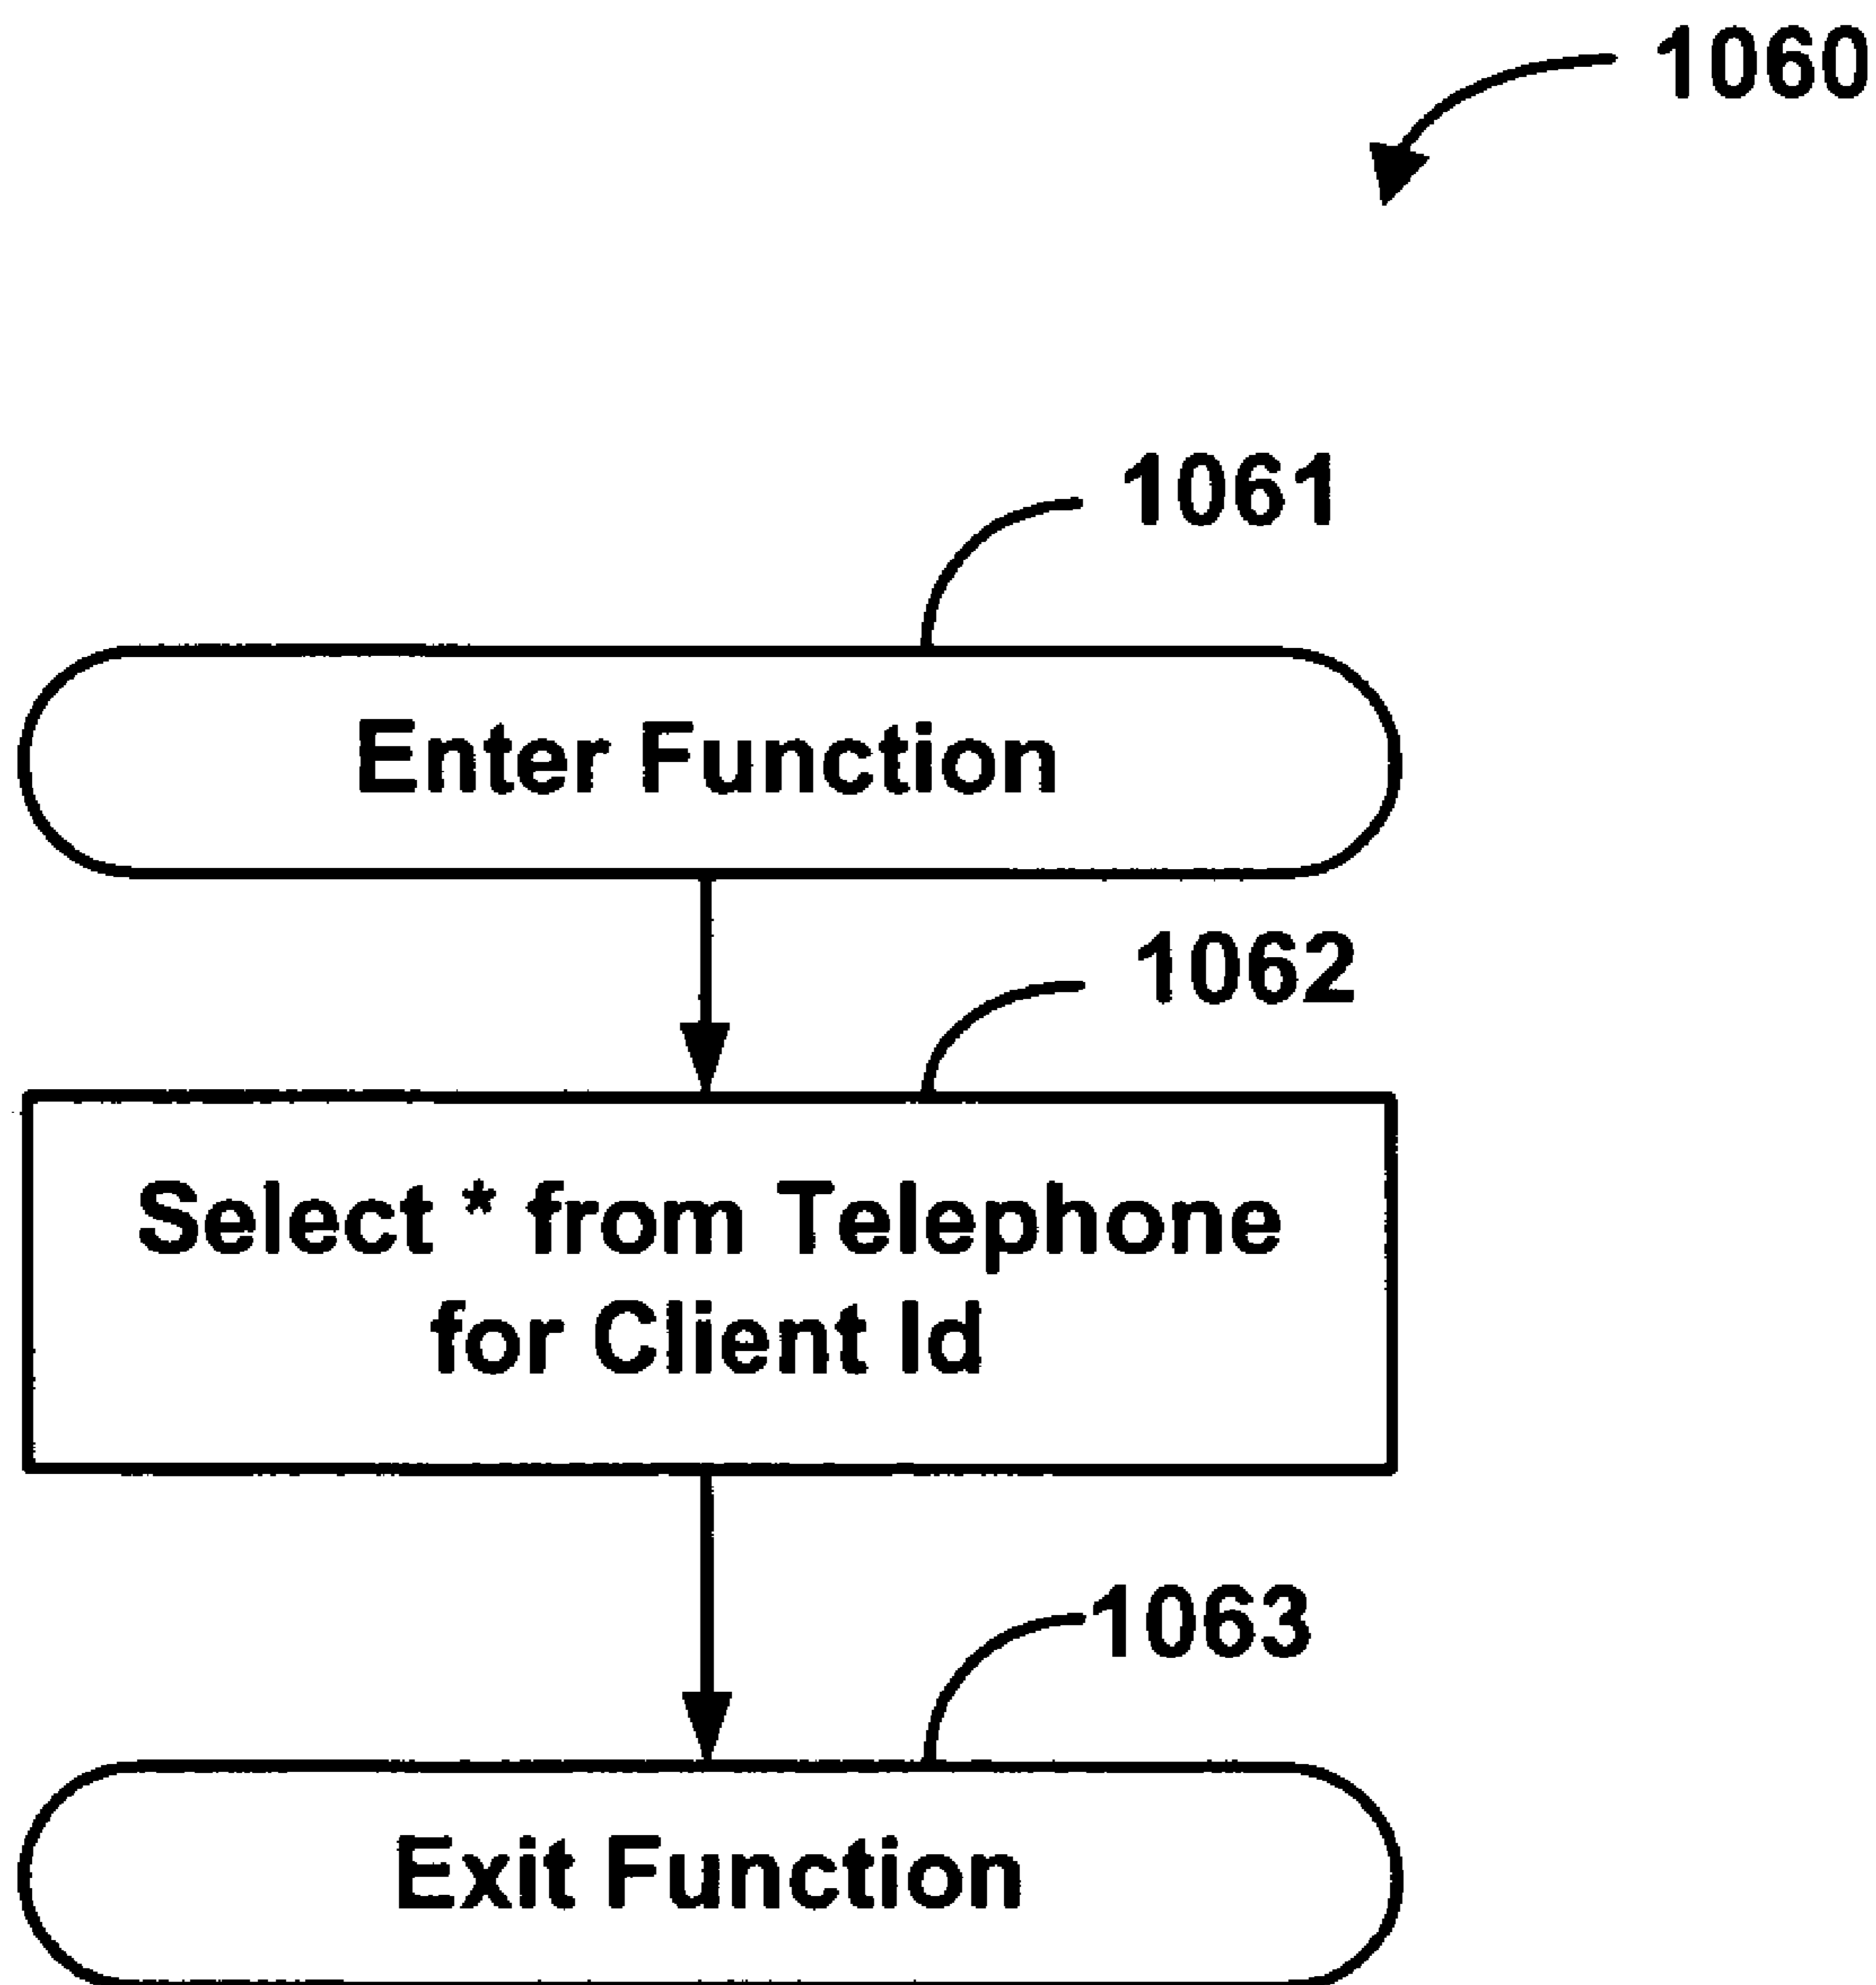 1060
1061
Enter Function
1062
Select * from Telephone
for Client Id
1063
Exit Function